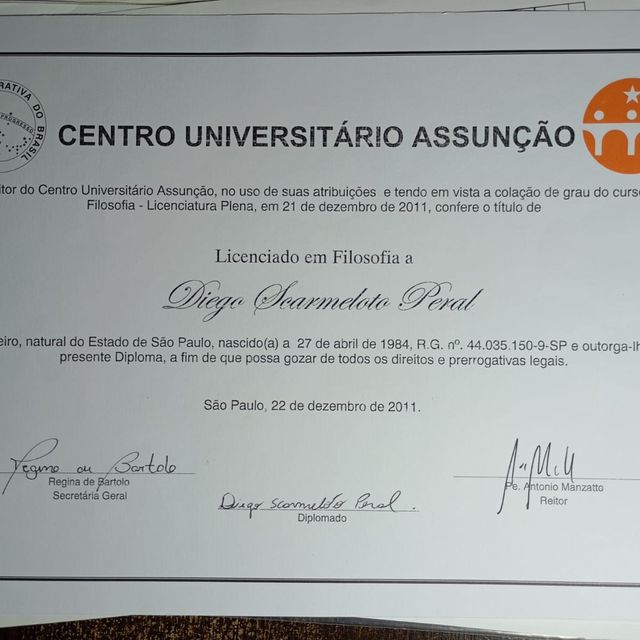 RATIVA DO BRASIL
PROGRESSO
CENTRO UNIVERSITÁRIO ASSUNÇÃO
itor do Centro Universitário Assunção, no uso de suas atribuições e tendo em vista a colação de grau do curs
Filosofia - Licenciatura Plena, em 21 de dezembro de 2011, confere o título de
Licenciado em Filosofia a
Diego Scarmeloto Peral
eiro, natural do Estado de São Paulo, nascido(a) a 27 de abril de 1984, R.G. nº. 44.035.150-9-SP e outorga-lh
presente Diploma, a fim de que possa gozar de todos os direitos e prerrogativas legais.
São Paulo, 22 de dezembro de 2011.
Regina de Bartolo
Regina de Bartolo
Secretária Geral
Diego Scarmeloto Peral.
Diplomado
Pe. Antonio Manzatto
Reitor